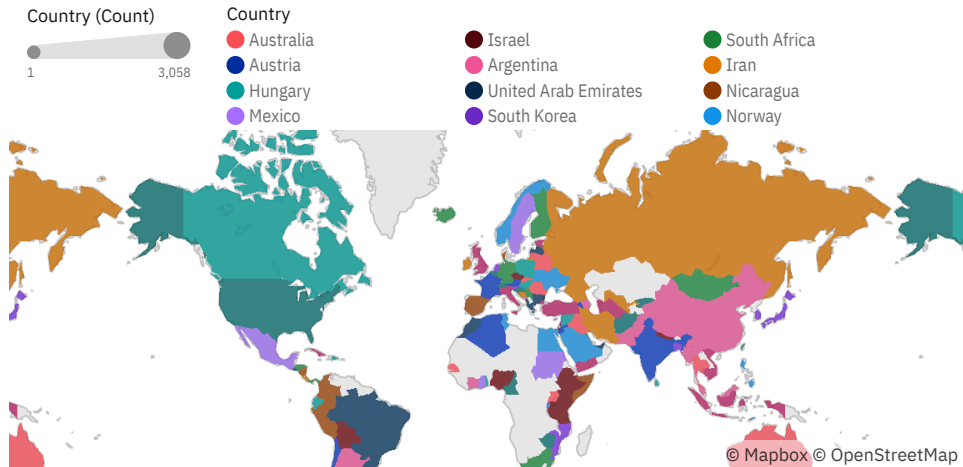 Country (Count)
1
3,058
Country
Australia
Austria
Hungary
Mexico
Israel
Argentina
United Arab Emirates
South Korea
South Africa
Iran
Nicaragua
Norway
© Mapbox © OpenStreetMap